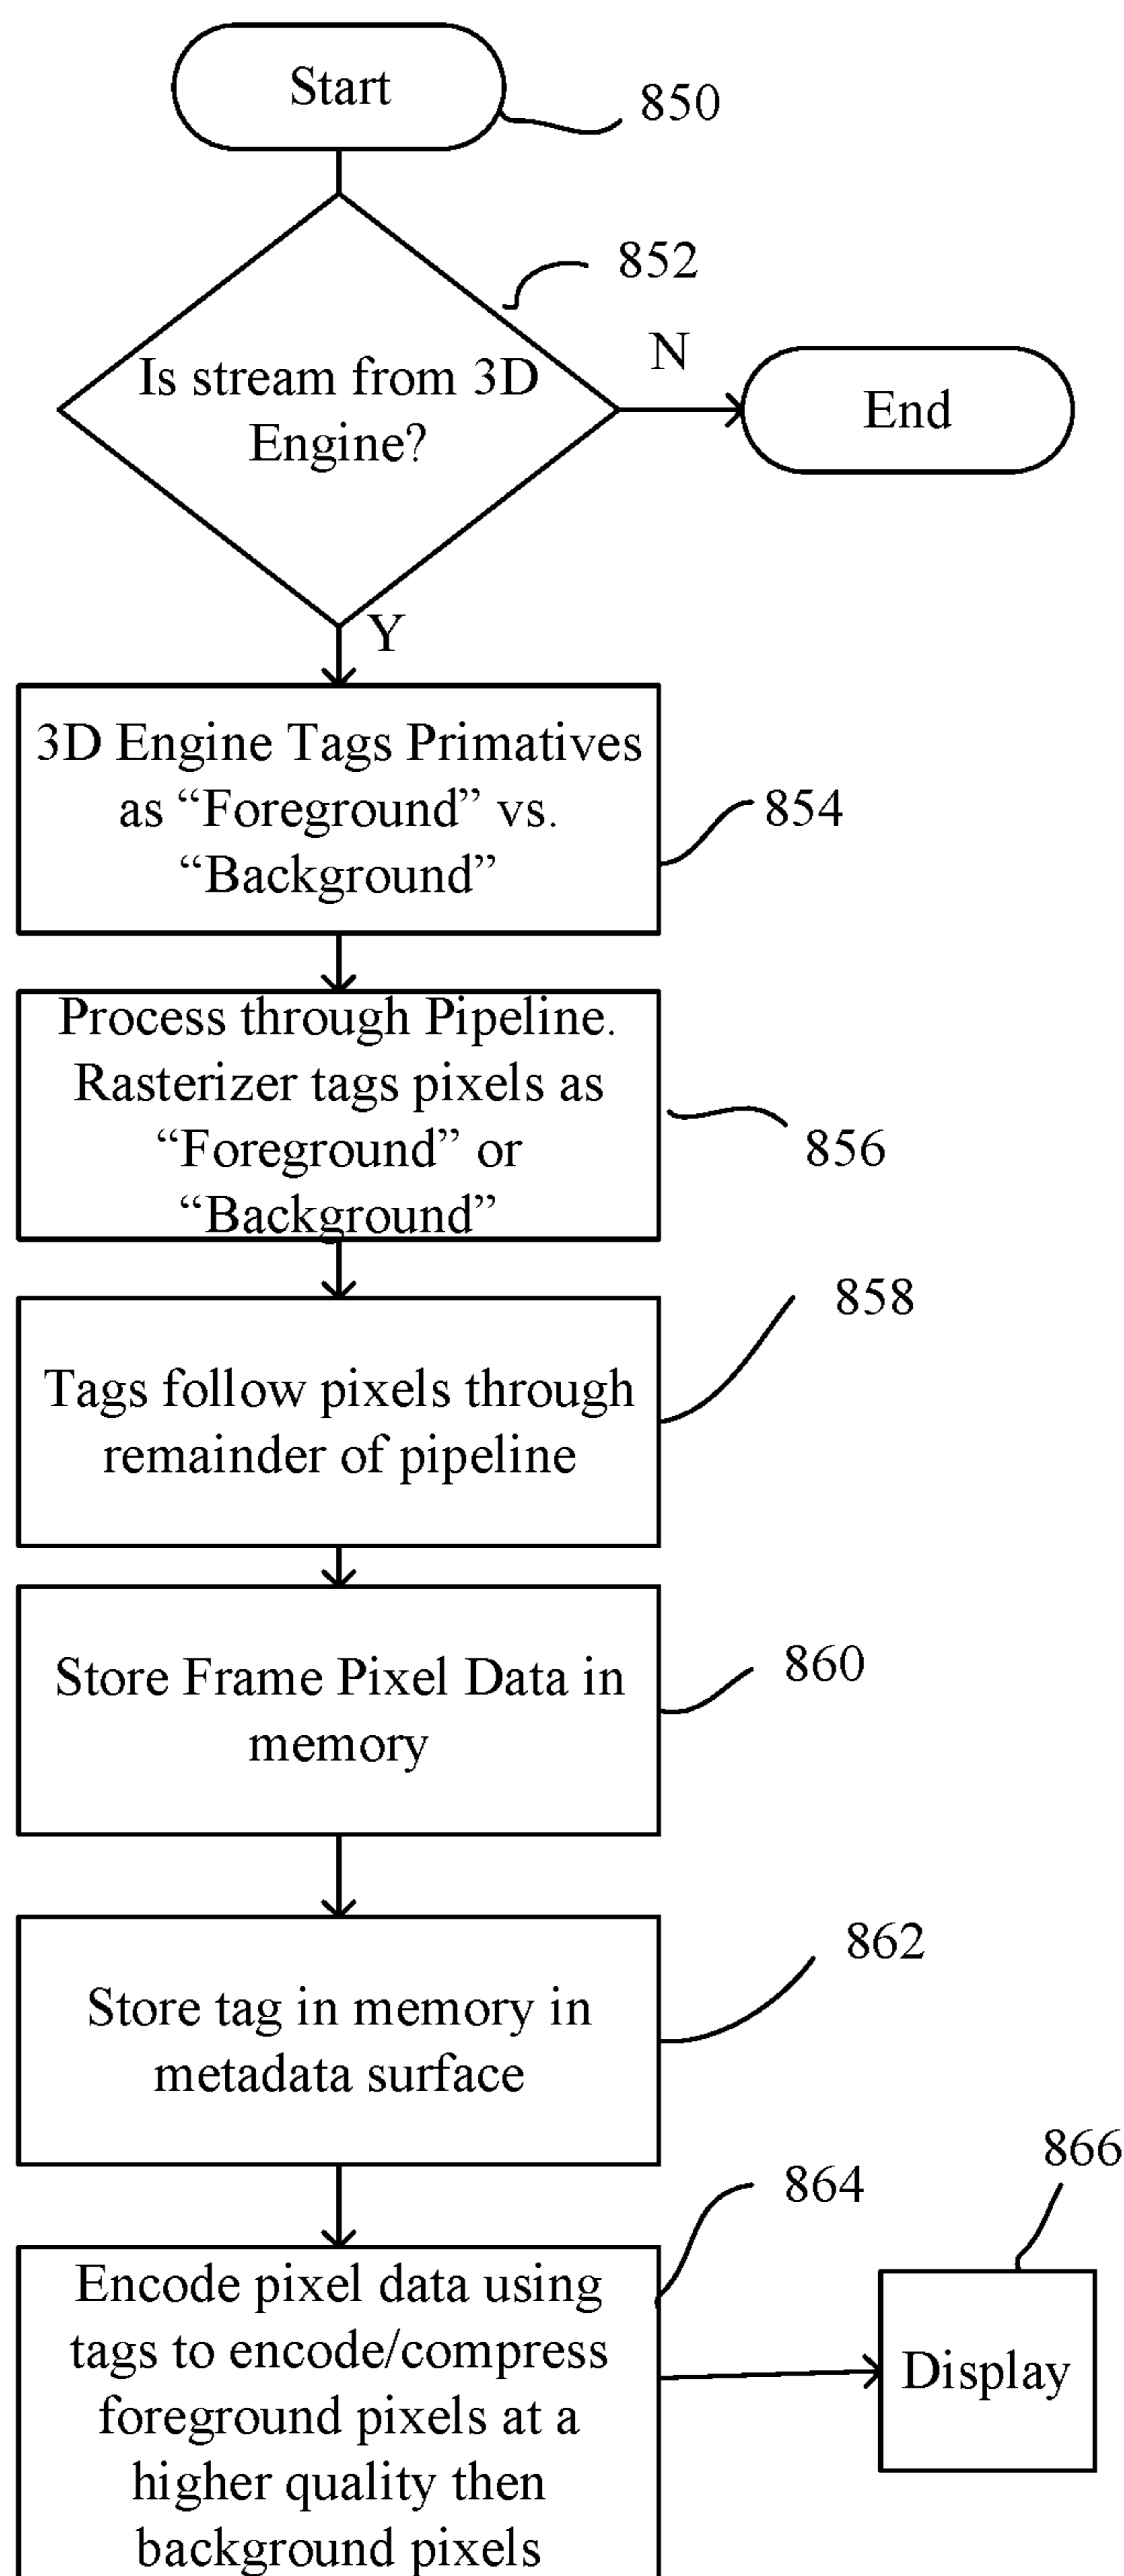 Start
850
852
Is stream from 3D
Engine?
N
End
Y
3D Engine Tags Primatives
as “Foreground” vs.
“Background”
854
Process through Pipeline.
Rasterizer tags pixels as
“Foreground” or
“Background”
856
858
Tags follow pixels through
remainder of pipeline
860
Store Frame Pixel Data in
memory
862
Store tag in memory in
metadata surface
864
866
Encode pixel data using
tags to encode/compress
foreground pixels at a
higher quality then
background pixels
Display